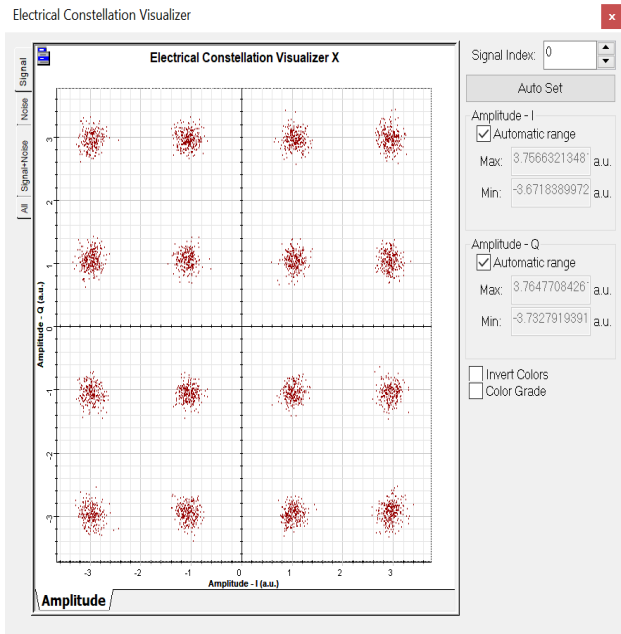 Electrical Constellation Visualizer
x
Electrical Constellation Visualizer X
Signal
Noise
Signal+Noise
All
Amplitude - Q (a.u.)
3
2
1
0
-1
-2
-3
-3 -2 -1 0 1 2 3
Amplitude - I (a.u.)
Amplitude
Signal Index: 0
Auto Set
Amplitude - I
Automatic range
Max: 3.7566321348 a.u.
Min: -3.6718389972 a.u.
Amplitude - Q
Automatic range
Max: 3.7647708426 a.u.
Min: -3.7327919391 a.u.
Invert Colors
Color Grade